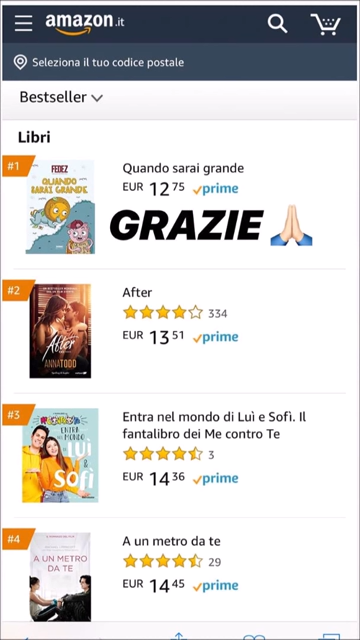 amazon.it
Seleziona il tuo codice postale
Bestseller
Libri
#1
FEDEZ
QUANDO
SARAI GRANDE
Quando sarai grande
EUR 12 75 prime
GRAZIE
#2
After
ANNA TODD
After
334
EUR 13 51 prime
#3
ENTRA
NEL MONDO
DI
LUÌ
&
SOFÌ
Entra nel mondo di Luì e Sofì. Il
fantalibro dei Me contro Te
3
EUR 14 36 prime
#4
A UN METRO
DA TE
A un metro da te
29
EUR 14 45 prime